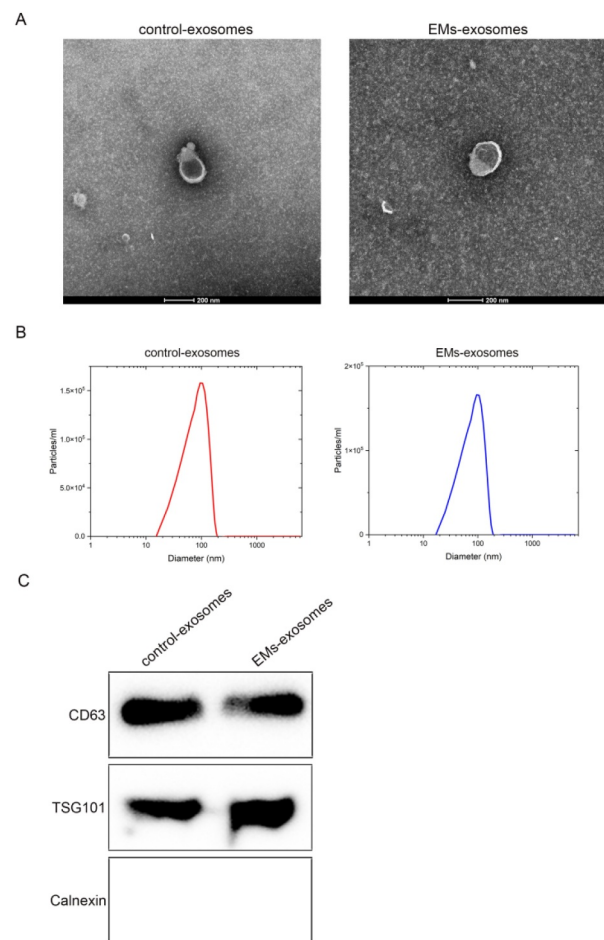 A
control-exosomes
EMs-exosomes
200 nm
200 nm
B
control-exosomes
EMs-exosomes
1.5×10⁵
1.0×10⁵
5.0×10⁴
0.0
Particles/ml
1
10
100
1000
Diameter (nm)
2×10⁵
1×10⁵
0
Particles/ml
1
10
100
1000
Diameter (nm)
C
control-exosomes
EMs-exosomes
CD63
TSG101
Calnexin